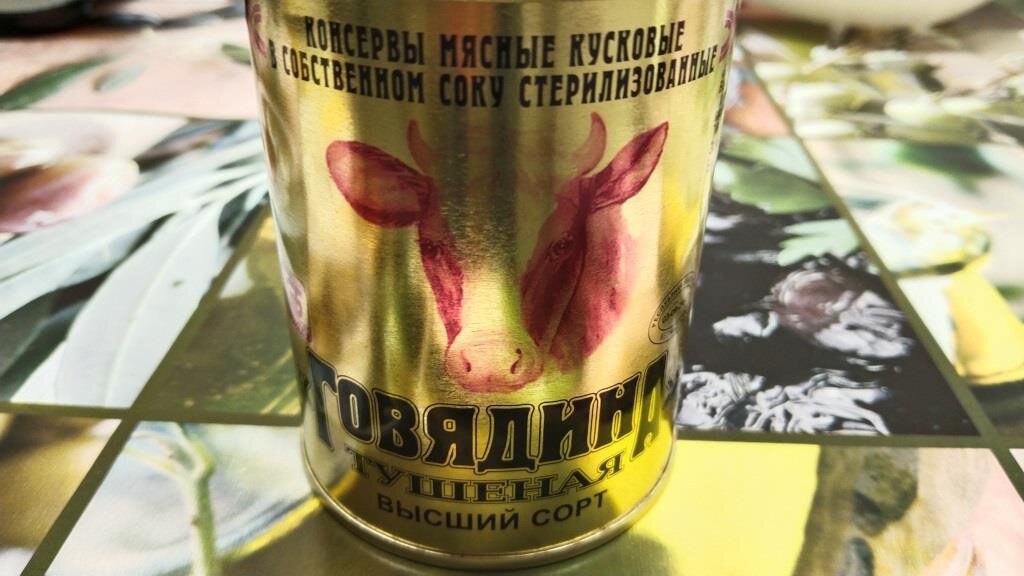 КОНСЕРВЫ МЯСНЫЕ КУСКОВЫЕ
В СОБСТВЕННОМ СОКУ СТЕРИЛИЗОВАННЫЕ
ГОВЯДИНА
ТУШЕНАЯ
ВЫСШИЙ СОРТ